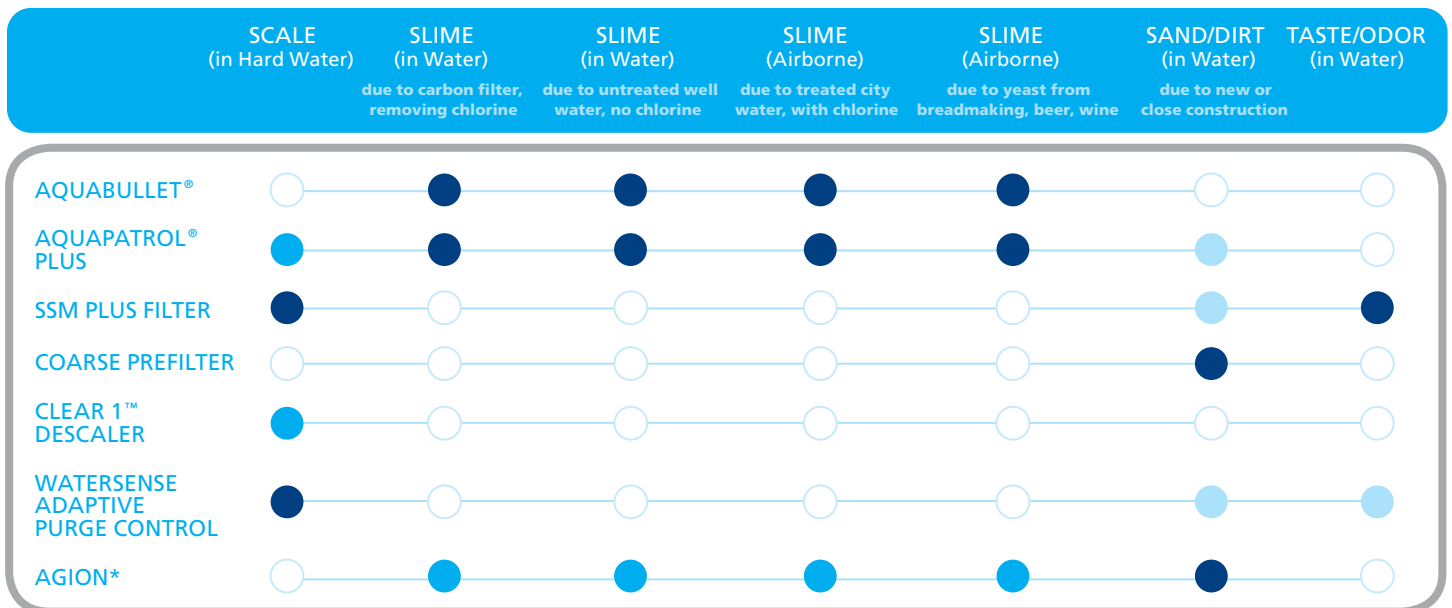 SCALE
(in Hard Water)
SLIME
(in Water)
due to carbon filter,
removing chlorine
SLIME
(in Water)
due to untreated well
water, no chlorine
SLIME
(Airborne)
due to treated city
water, with chlorine
SLIME
(Airborne)
due to yeast from
breadmaking, beer, wine
SAND/DIRT
(in Water)
due to new or
close construction
TASTE/ODOR
(in Water)
AQUABULLET®
AQUAPATROL®
PLUS
SSM PLUS FILTER
COARSE PREFILTER
CLEAR 1™
DESCALER
WATERSENSE
ADAPTIVE
PURGE CONTROL
AGION*